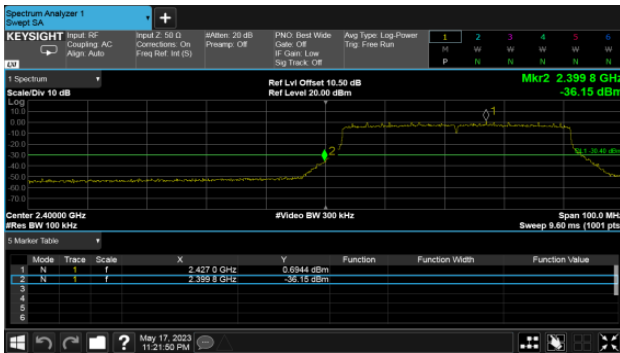 Spectrum Analyzer 1
Swept SA
+
KEYSIGHT Input: RF Input Z: 50 Ω #Atten: 20 dB PNO: Best Wide Avg Type: Log-Power 1 2 3 4 5 6
Coupling: AC Corrections: On Preamp: Off Gate: Off Trig: Free Run M W W W W W
Align: Auto Freq Ref: Int (S) IF Gain: Low P N N N N N
LXI Sig Track: Off
1 Spectrum Ref Lvl Offset 10.50 dB Mkr2 2.399 8 GHz
Scale/Div 10 dB Ref Level 20.00 dBm -36.15 dBm
Log
10.0
0.00
-10.0
-20.0
-30.0
-40.0
-50.0
-60.0
-70.0
1
2
DL1 -30.40 dBm
Center 2.40000 GHz #Video BW 300 kHz Span 100.0 MHz
#Res BW 100 kHz Sweep 9.60 ms (1001 pts)
5 Marker Table
Mode Trace Scale X Y Function Function Width Function Value
1 N 1 f 2.427 0 GHz 0.6944 dBm
2 N 1 f 2.399 8 GHz -36.15 dBm
3
4
5
6
? May 17, 2023
11:21:50 PM